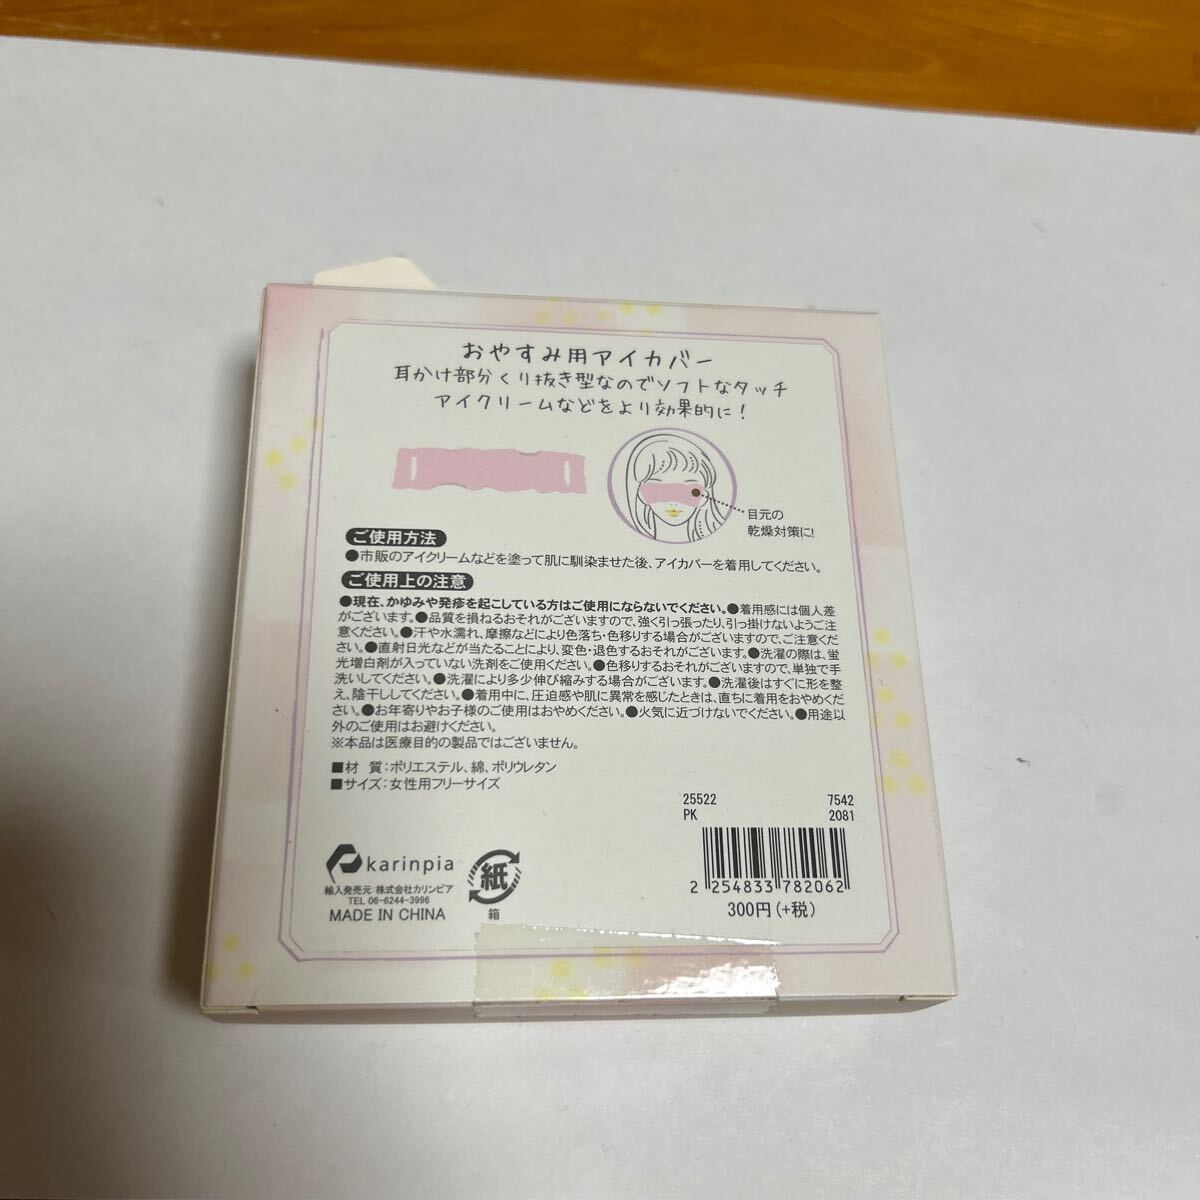 おやすみ用アイカバー
耳かけ部分くり抜き型なのでソフトなタッチ
アイクリームなどをより効果的に!
目元の
乾燥対策に!
ご使用方法
●市販のアイクリームなどを塗って肌に馴染ませた後、アイカバーを着用してください。
ご使用上の注意
●現在、かゆみや発疹を起こしている方はご使用にならないでください。●着用感には個人差
がございます。●品質を損ねるおそれがございますので、強く引っ張ったり、引っ掛けないようご注
意ください。●汗や水濡れ、摩擦などにより色落ち・色移りする場合がございますので、ご注意くだ
さい。●直射日光などが当たることにより、変色・退色するおそれがございます。●洗濯の際は、蛍
光増白剤が入っていない洗剤をご使用ください。●色移りするおそれがございますので、単独で手
洗いしてください。●洗濯により多少伸び縮みする場合がございます。●洗濯後はすぐに形を整
え、陰干ししてください。●着用中に、圧迫感や肌に異常を感じたときは、直ちに着用をおやめくださ
い。●お年寄りやお子様のご使用はおやめください。●火気に近づけないでください。●用途以
外のご使用はお避けください。
※本品は医療目的の製品ではございません。
■材 質:ポリエステル、綿、ポリウレタン
■サイズ:女性用フリーサイズ
25522 7542
PK 2081
karinpia
輸入発売元:株式会社カリンピア
TEL 06-6244-3996
MADE IN CHINA
紙
箱
2 254833 782062
300円(+税)